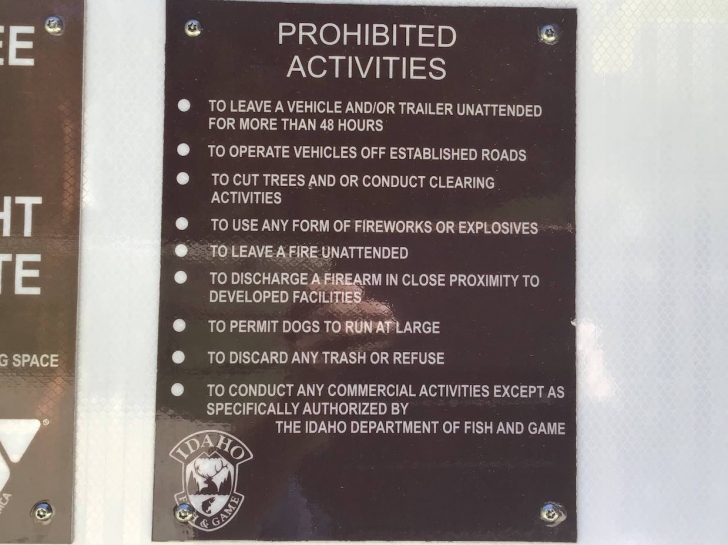 EE
HT
TE
G SPACE
PROHIBITED
ACTIVITIES
TO LEAVE A VEHICLE AND/OR TRAILER UNATTENDED
FOR MORE THAN 48 HOURS
TO OPERATE VEHICLES OFF ESTABLISHED ROADS
TO CUT TREES AND OR CONDUCT CLEARING
ACTIVITIES
TO USE ANY FORM OF FIREWORKS OR EXPLOSIVES
TO LEAVE A FIRE UNATTENDED
TO DISCHARGE A FIREARM IN CLOSE PROXIMITY TO
DEVELOPED FACILITIES
TO PERMIT DOGS TO RUN AT LARGE
TO DISCARD ANY TRASH OR REFUSE
TO CONDUCT ANY COMMERCIAL ACTIVITIES EXCEPT AS
SPECIFICALLY AUTHORIZED BY
THE IDAHO DEPARTMENT OF FISH AND GAME
IDAHO
& GAME